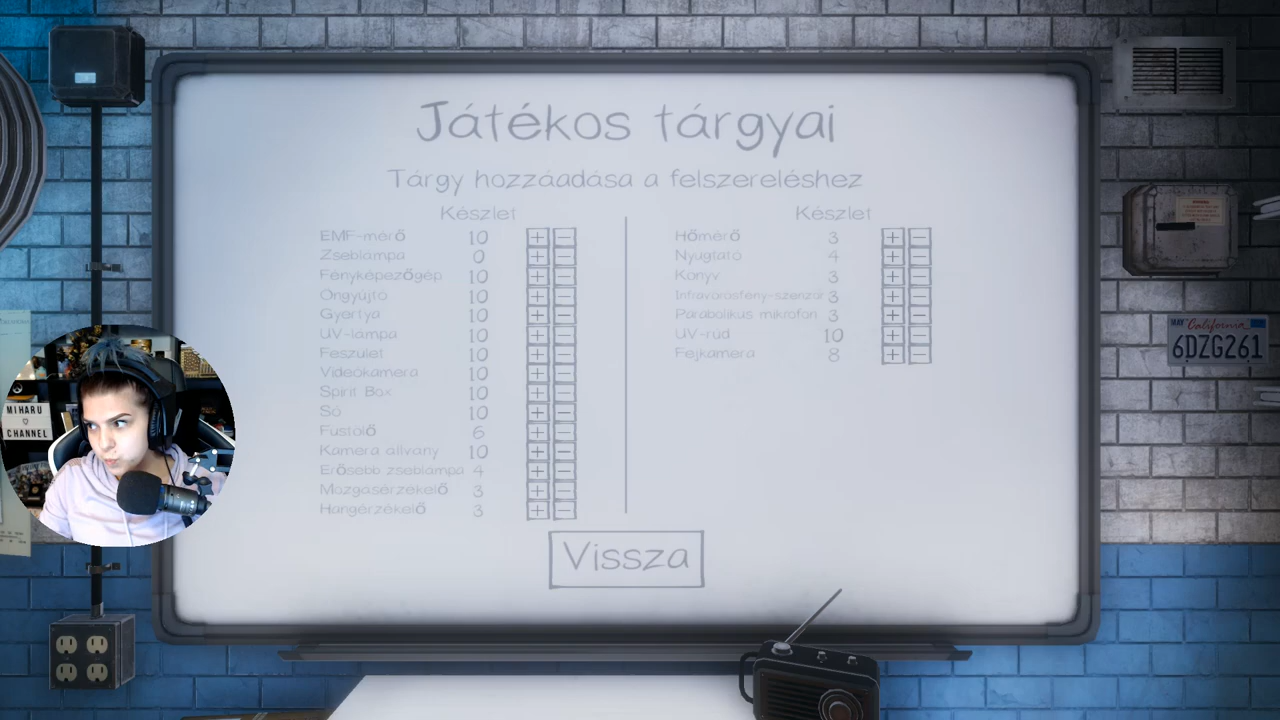 Játékos tárgyai
Tárgy hozzáadása a felszereléshez
Készlet
EMF-mérő 10 + -
Zseblámpa 0 + -
Fényképezőgép 10 + -
Öngyújtó 10 + -
Gyertya 10 + -
UV-lámpa 10 + -
Feszület 10 + -
Videókamera 10 + -
Spirit Box 10 + -
Só 10 + -
Füstölő 6 + -
Kamera állvány 10 + -
Erősebb zseblámpa 4 + -
Mozgásérzékelő 3 + -
Hangérzékelő 3 + -
Készlet
Hőmérő 3 + -
Nyugtató 4 + -
Könyv 3 + -
Infravörösfény-szenzor 3 + -
Parabolikus mikrofon 3 + -
UV-rúd 10 + -
Fejkamera 8 + -
Vissza
MIHARU
CHANNEL
California
6DZG261